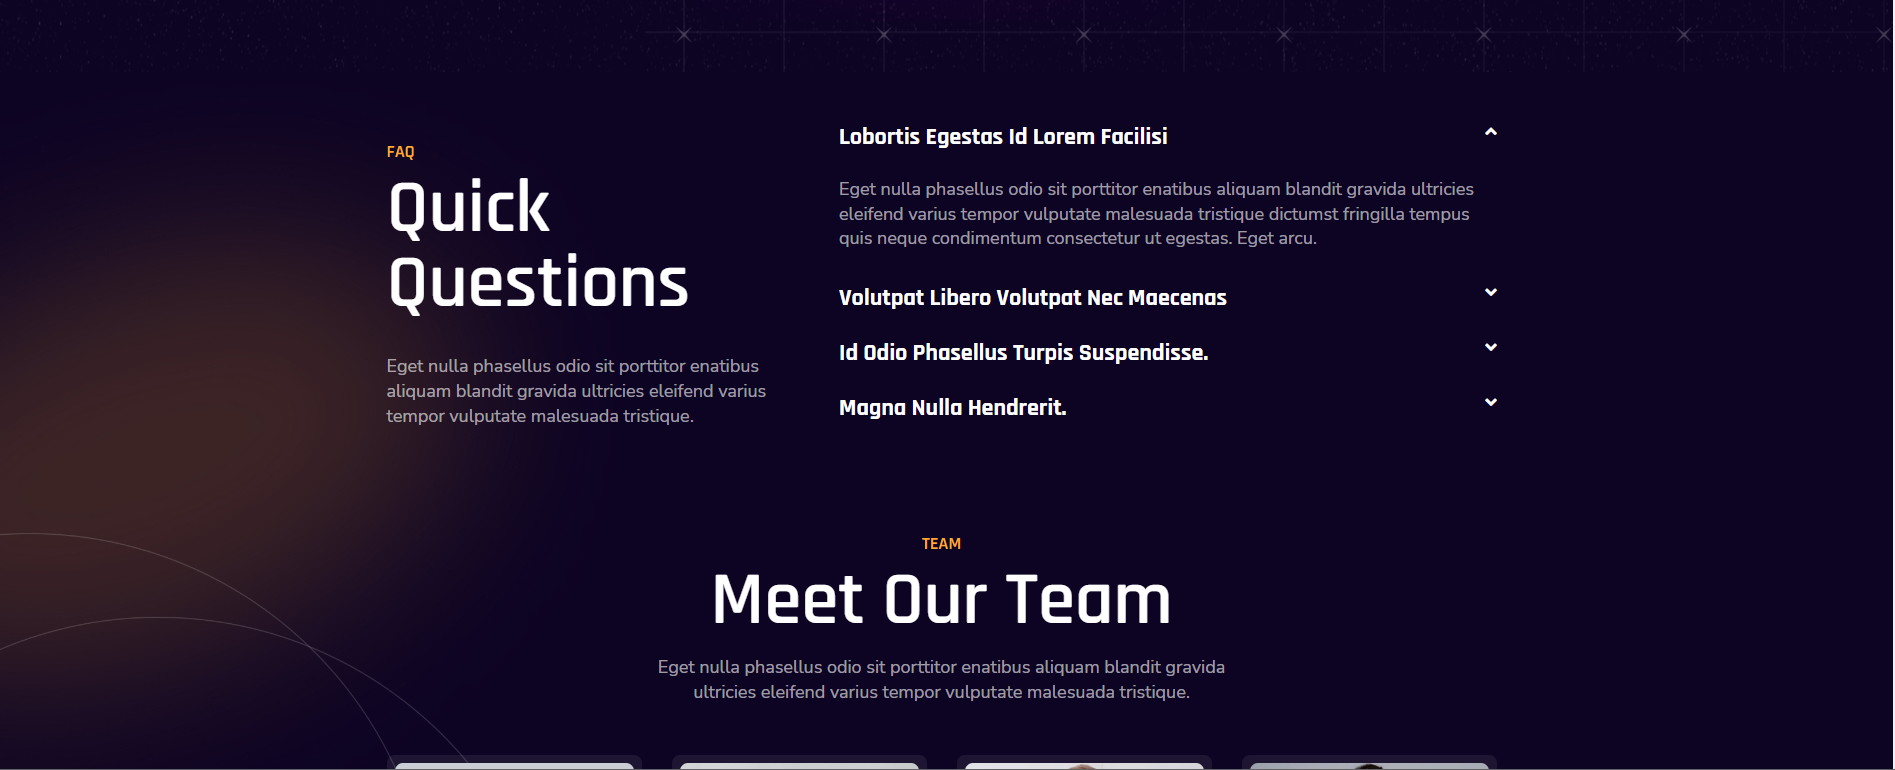 FAQ
Quick
Questions
Eget nulla phasellus odio sit porttitor enatibus
aliquam blandit gravida ultricies eleifend varius
tempor vulputate malesuada tristique.
Lobortis Egestas Id Lorem Facilisi
Eget nulla phasellus odio sit porttitor enatibus aliquam blandit gravida ultricies
eleifend varius tempor vulputate malesuada tristique dictumst fringilla tempus
quis neque condimentum consectetur ut egestas. Eget arcu.
Volutpat Libero Volutpat Nec Maecenas
Id Odio Phasellus Turpis Suspendisse.
Magna Nulla Hendrerit.
TEAM
Meet Our Team
Eget nulla phasellus odio sit porttitor enatibus aliquam blandit gravida
ultricies eleifend varius tempor vulputate malesuada tristique.